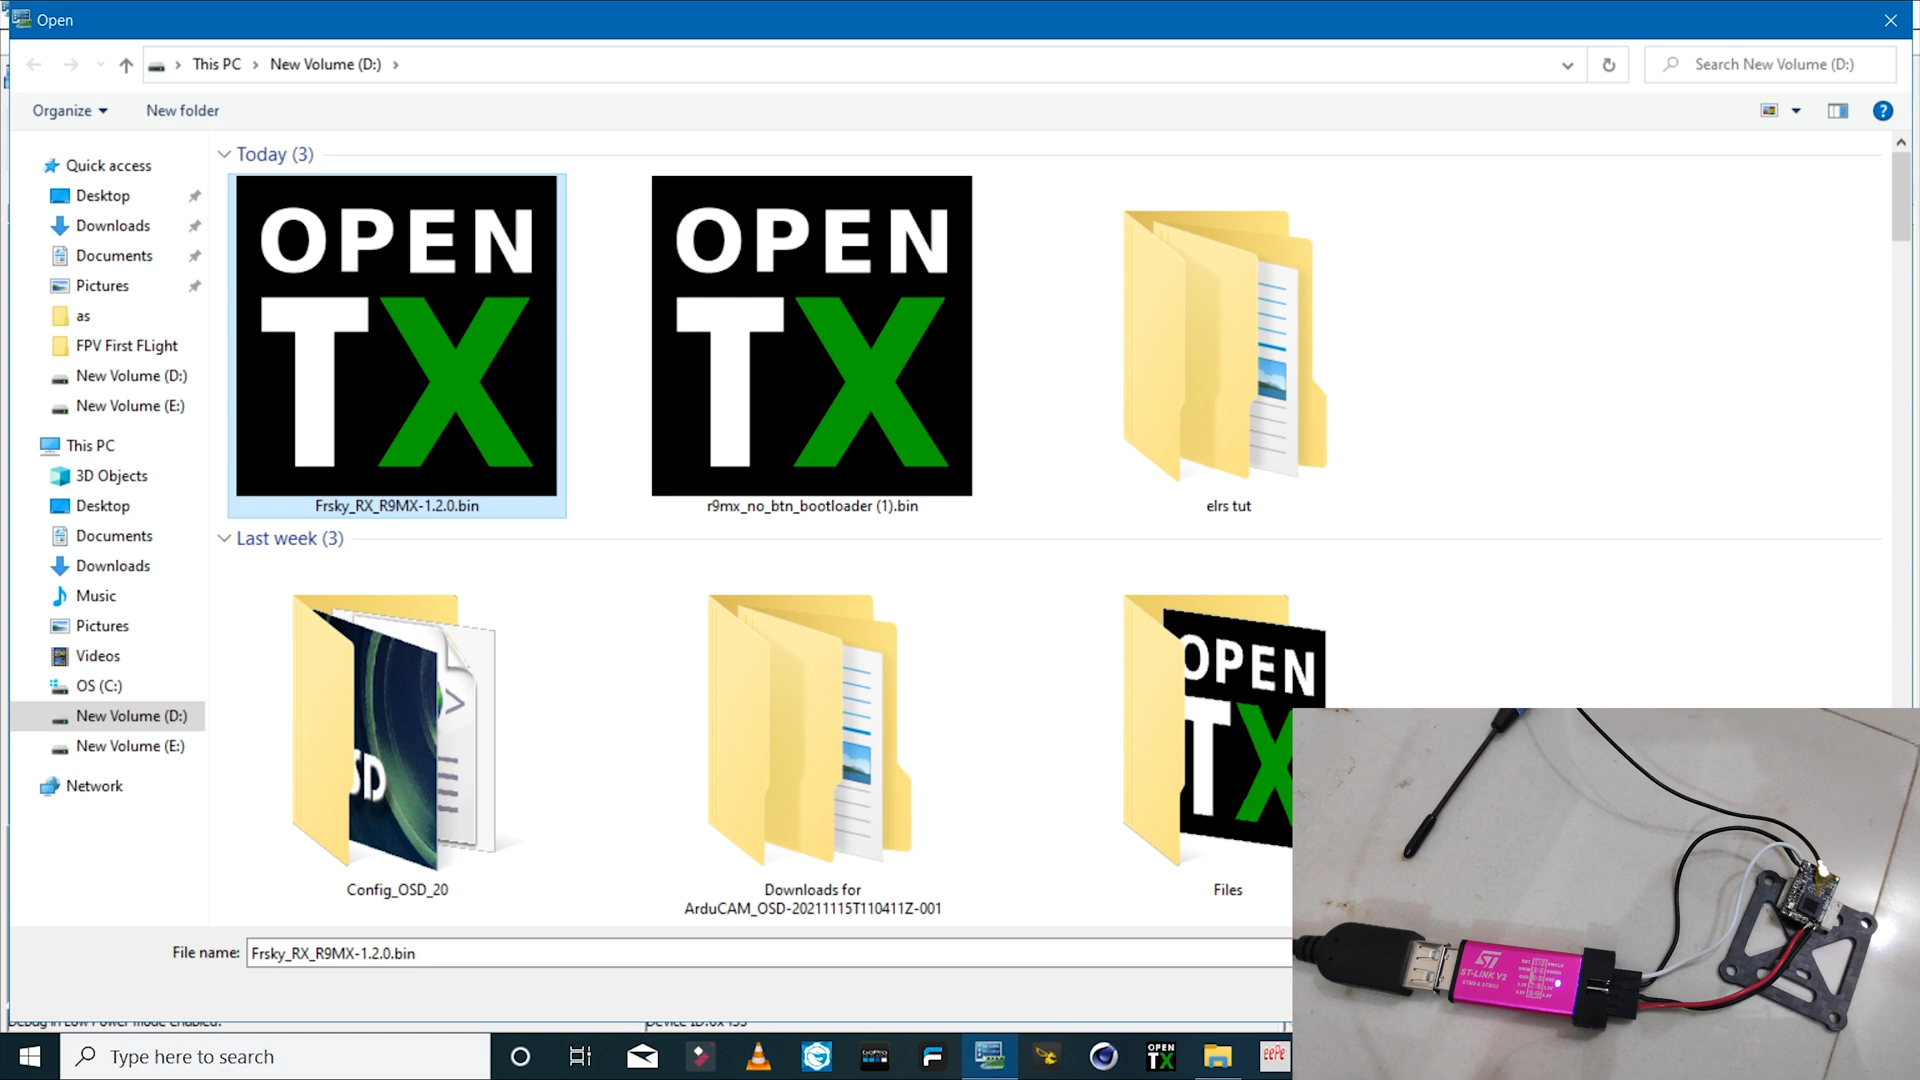 Open
This PC
New Volume (D:)
Search New Volume (D:)
Organize
New folder
Quick access
Desktop
Downloads
Documents
Pictures
as
FPV First FLight
New Volume (D:)
New Volume (E:)
This PC
3D Objects
Desktop
Documents
Downloads
Music
Pictures
Videos
OS (C:)
New Volume (D:)
New Volume (E:)
Network
Today (3)
OPEN
TX
Frsky_RX_R9MX-1.2.0.bin
OPEN
TX
r9mx_no_btn_bootloader (1).bin
elrs tut
Last week (3)
Config_OSD_20
Downloads for
ArduCAM_OSD-20211115T110411Z-001
OPEN
TX
Files
File name:
Frsky_RX_R9MX-1.2.0.bin
Type here to search
GoPro
OPEN
TX
eePe
ST
ST-LINK V2